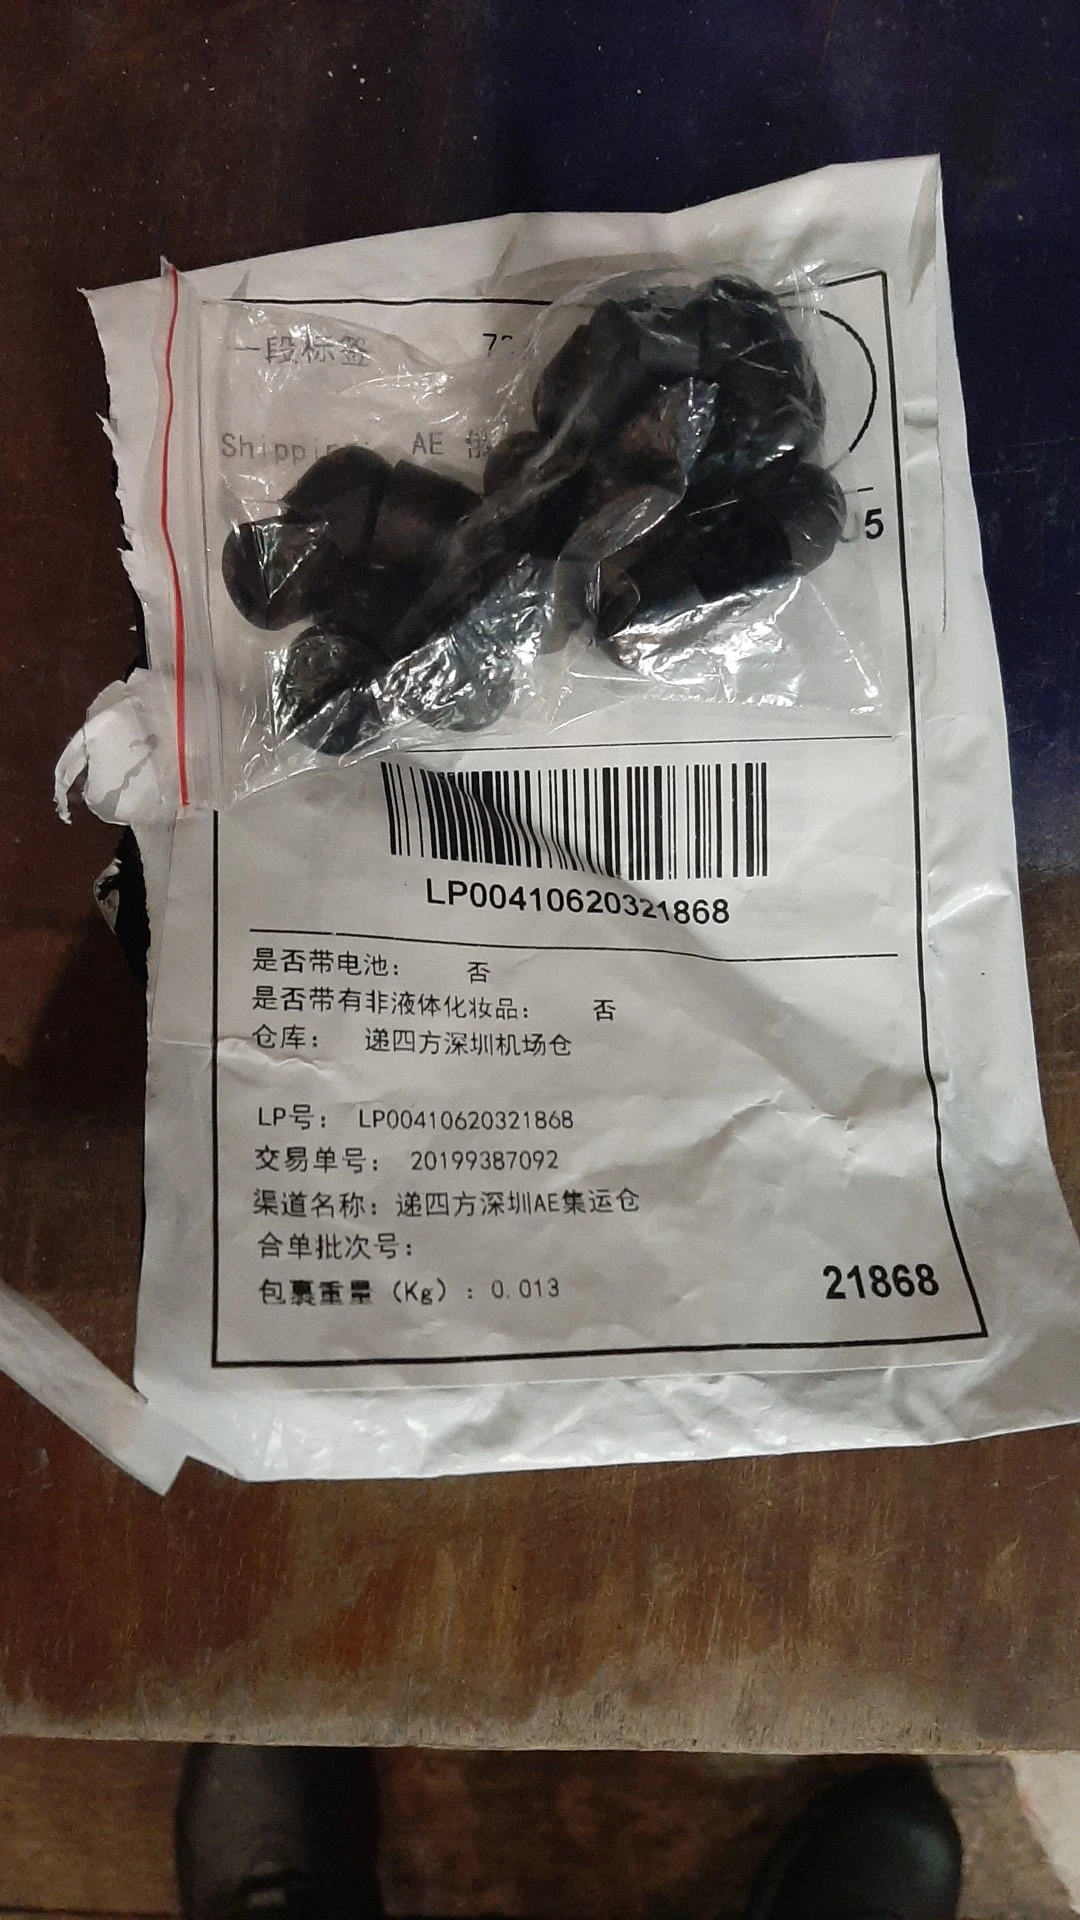 一段标签
Shipping: AE
5
LP00410620321868
是否带电池： 否
是否带有非液体化妆品： 否
仓库： 递四方深圳机场仓
LP号： LP00410620321868
交易单号： 20199387092
渠道名称：递四方深圳AE集运仓
合单批次号：
包裹重量（Kg）：0.013
21868